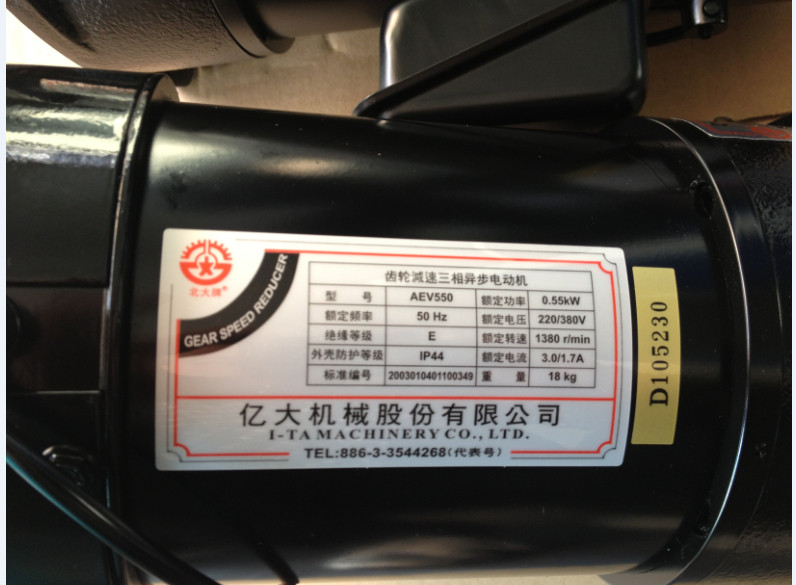 北大牌®
GEAR SPEED REDUCER
齿轮减速三相异步电动机
型 号 AEV550 额定功率 0.55kW
额定频率 50 Hz 额定电压 220/380V
绝缘等级 E 额定转速 1380 r/min
外壳防护等级 IP44 额定电流 3.0/1.7A
标准编号 2003010401100349 重 量 18 kg
亿大机械股份有限公司
I-TA MACHINERY CO., LTD.
TEL:886-3-3544268(代表号)
D105230